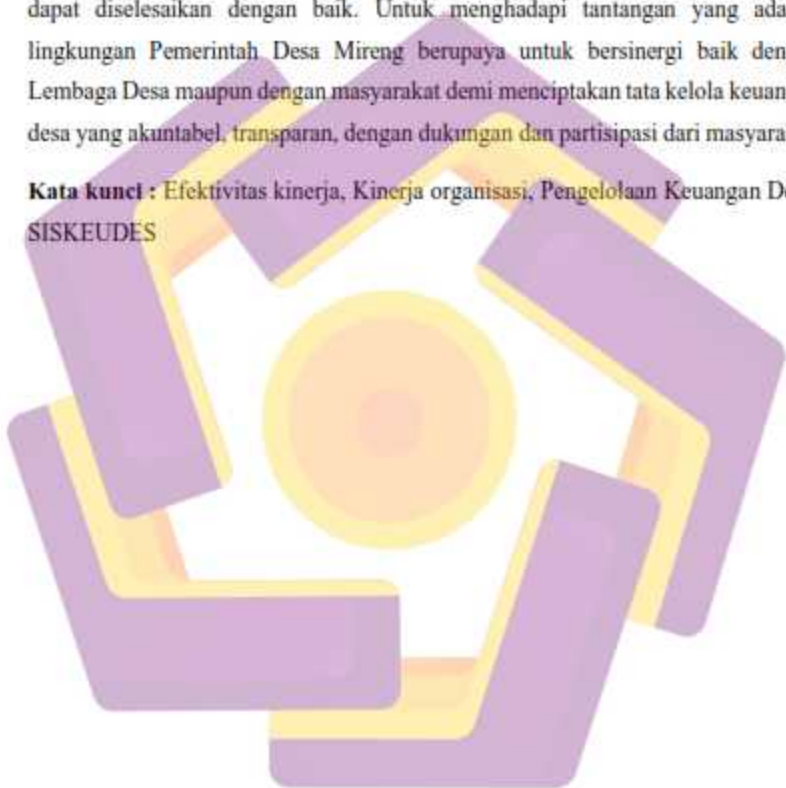 dapat diselesaikan dengan baik. Untuk menghadapi tantangan yang ada
lingkungan Pemerintah Desa Mireng berupaya untuk bersinergi baik den
Lembaga Desa maupun dengan masyarakat demi menciptakan tata kelola keuan
desa yang akuntabel, transparan, dengan dukungan dan partisipasi dari masyarak
Kata kunci : Efektivitas kinerja, Kinerja organisasi, Pengelolaan Keuangan De
SISKEUDES